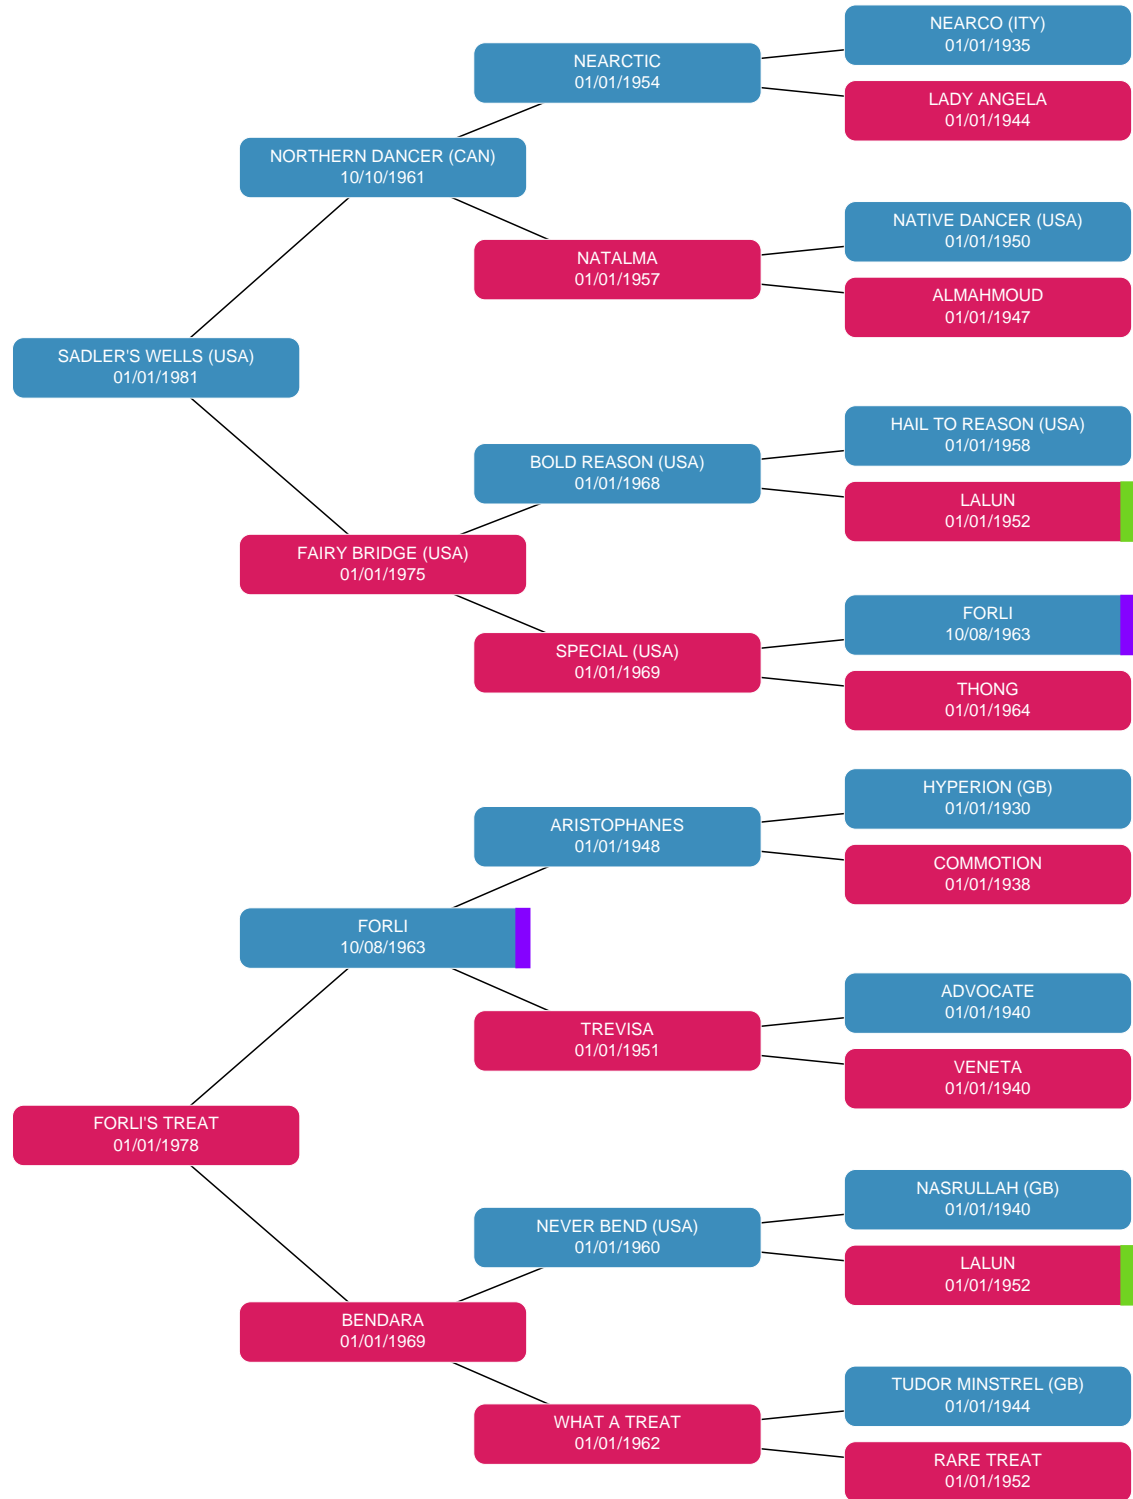 NEARCO (ITY)
01/01/1935
NEARCTIC
01/01/1954
LADY ANGELA
01/01/1944
NORTHERN DANCER (CAN)
10/10/1961
NATIVE DANCER (USA)
01/01/1950
NATALMA
01/01/1957
ALMAHMOUD
01/01/1947
SADLER'S WELLS (USA)
01/01/1981
HAIL TO REASON (USA)
01/01/1958
BOLD REASON (USA)
01/01/1968
LALUN
01/01/1952
FAIRY BRIDGE (USA)
01/01/1975
FORLI
10/08/1963
SPECIAL (USA)
01/01/1969
THONG
01/01/1964
HYPERION (GB)
01/01/1930
ARISTOPHANES
01/01/1948
COMMOTION
01/01/1938
FORLI
10/08/1963
ADVOCATE
01/01/1940
TREVISA
01/01/1951
VENETA
01/01/1940
FORLI'S TREAT
01/01/1978
NASRULLAH (GB)
01/01/1940
NEVER BEND (USA)
01/01/1960
LALUN
01/01/1952
BENDARA
01/01/1969
TUDOR MINSTREL (GB)
01/01/1944
WHAT A TREAT
01/01/1962
RARE TREAT
01/01/1952